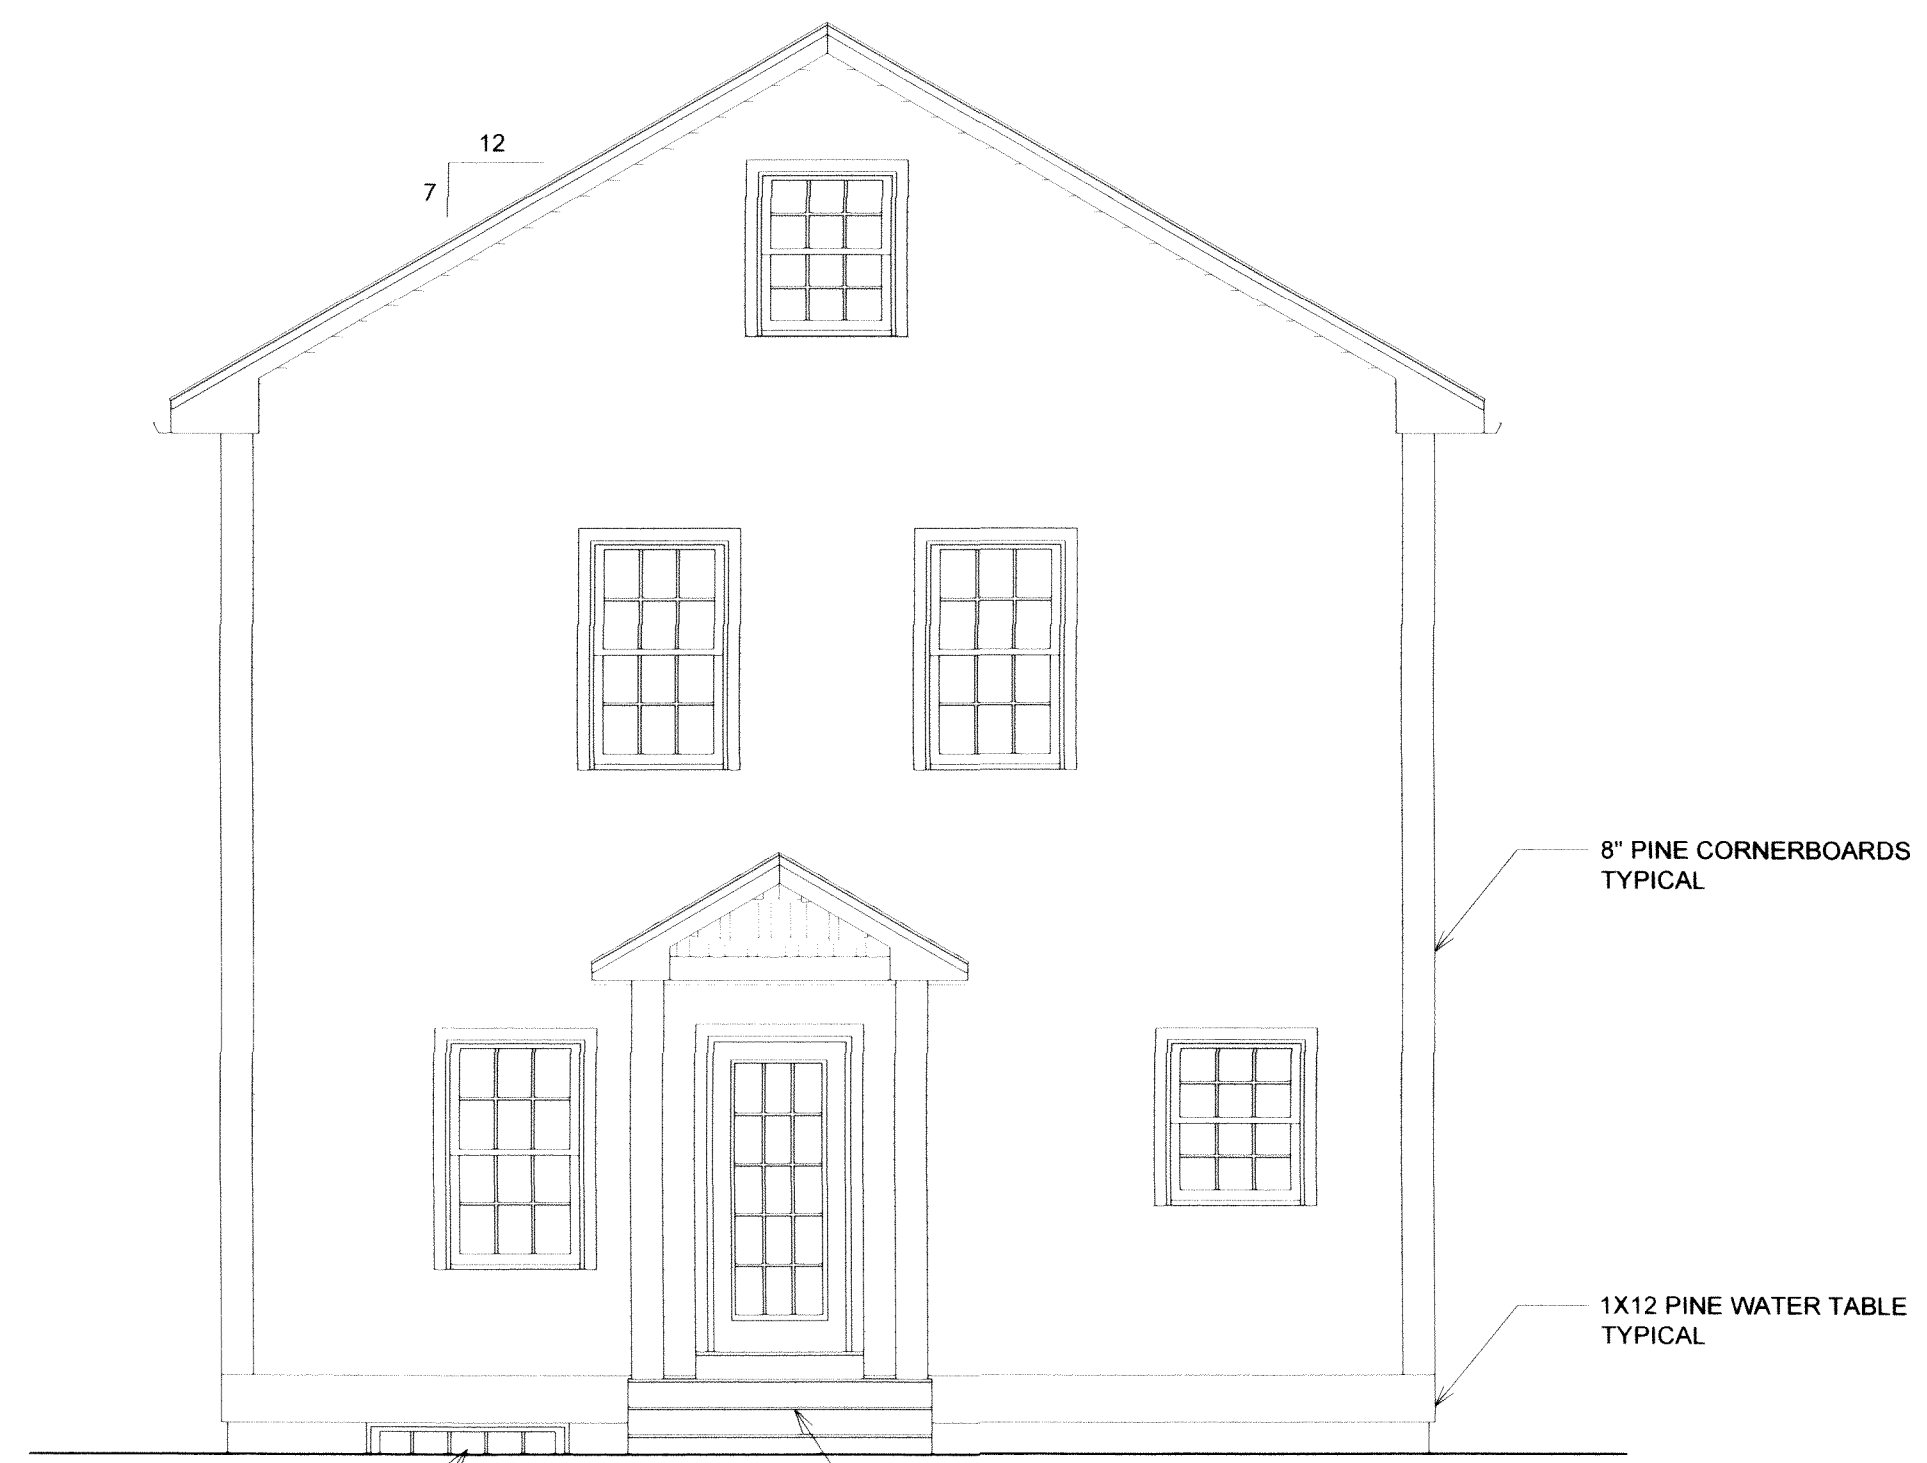 12
7
8" PINE CORNERBOARDS
TYPICAL
1X12 PINE WATER TABLE
TYPICAL